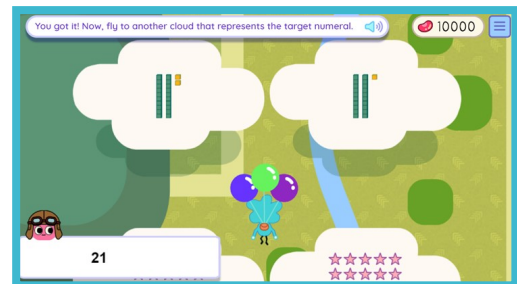 You got it! Now, fly to another cloud that represents the target numeral.
10000
21